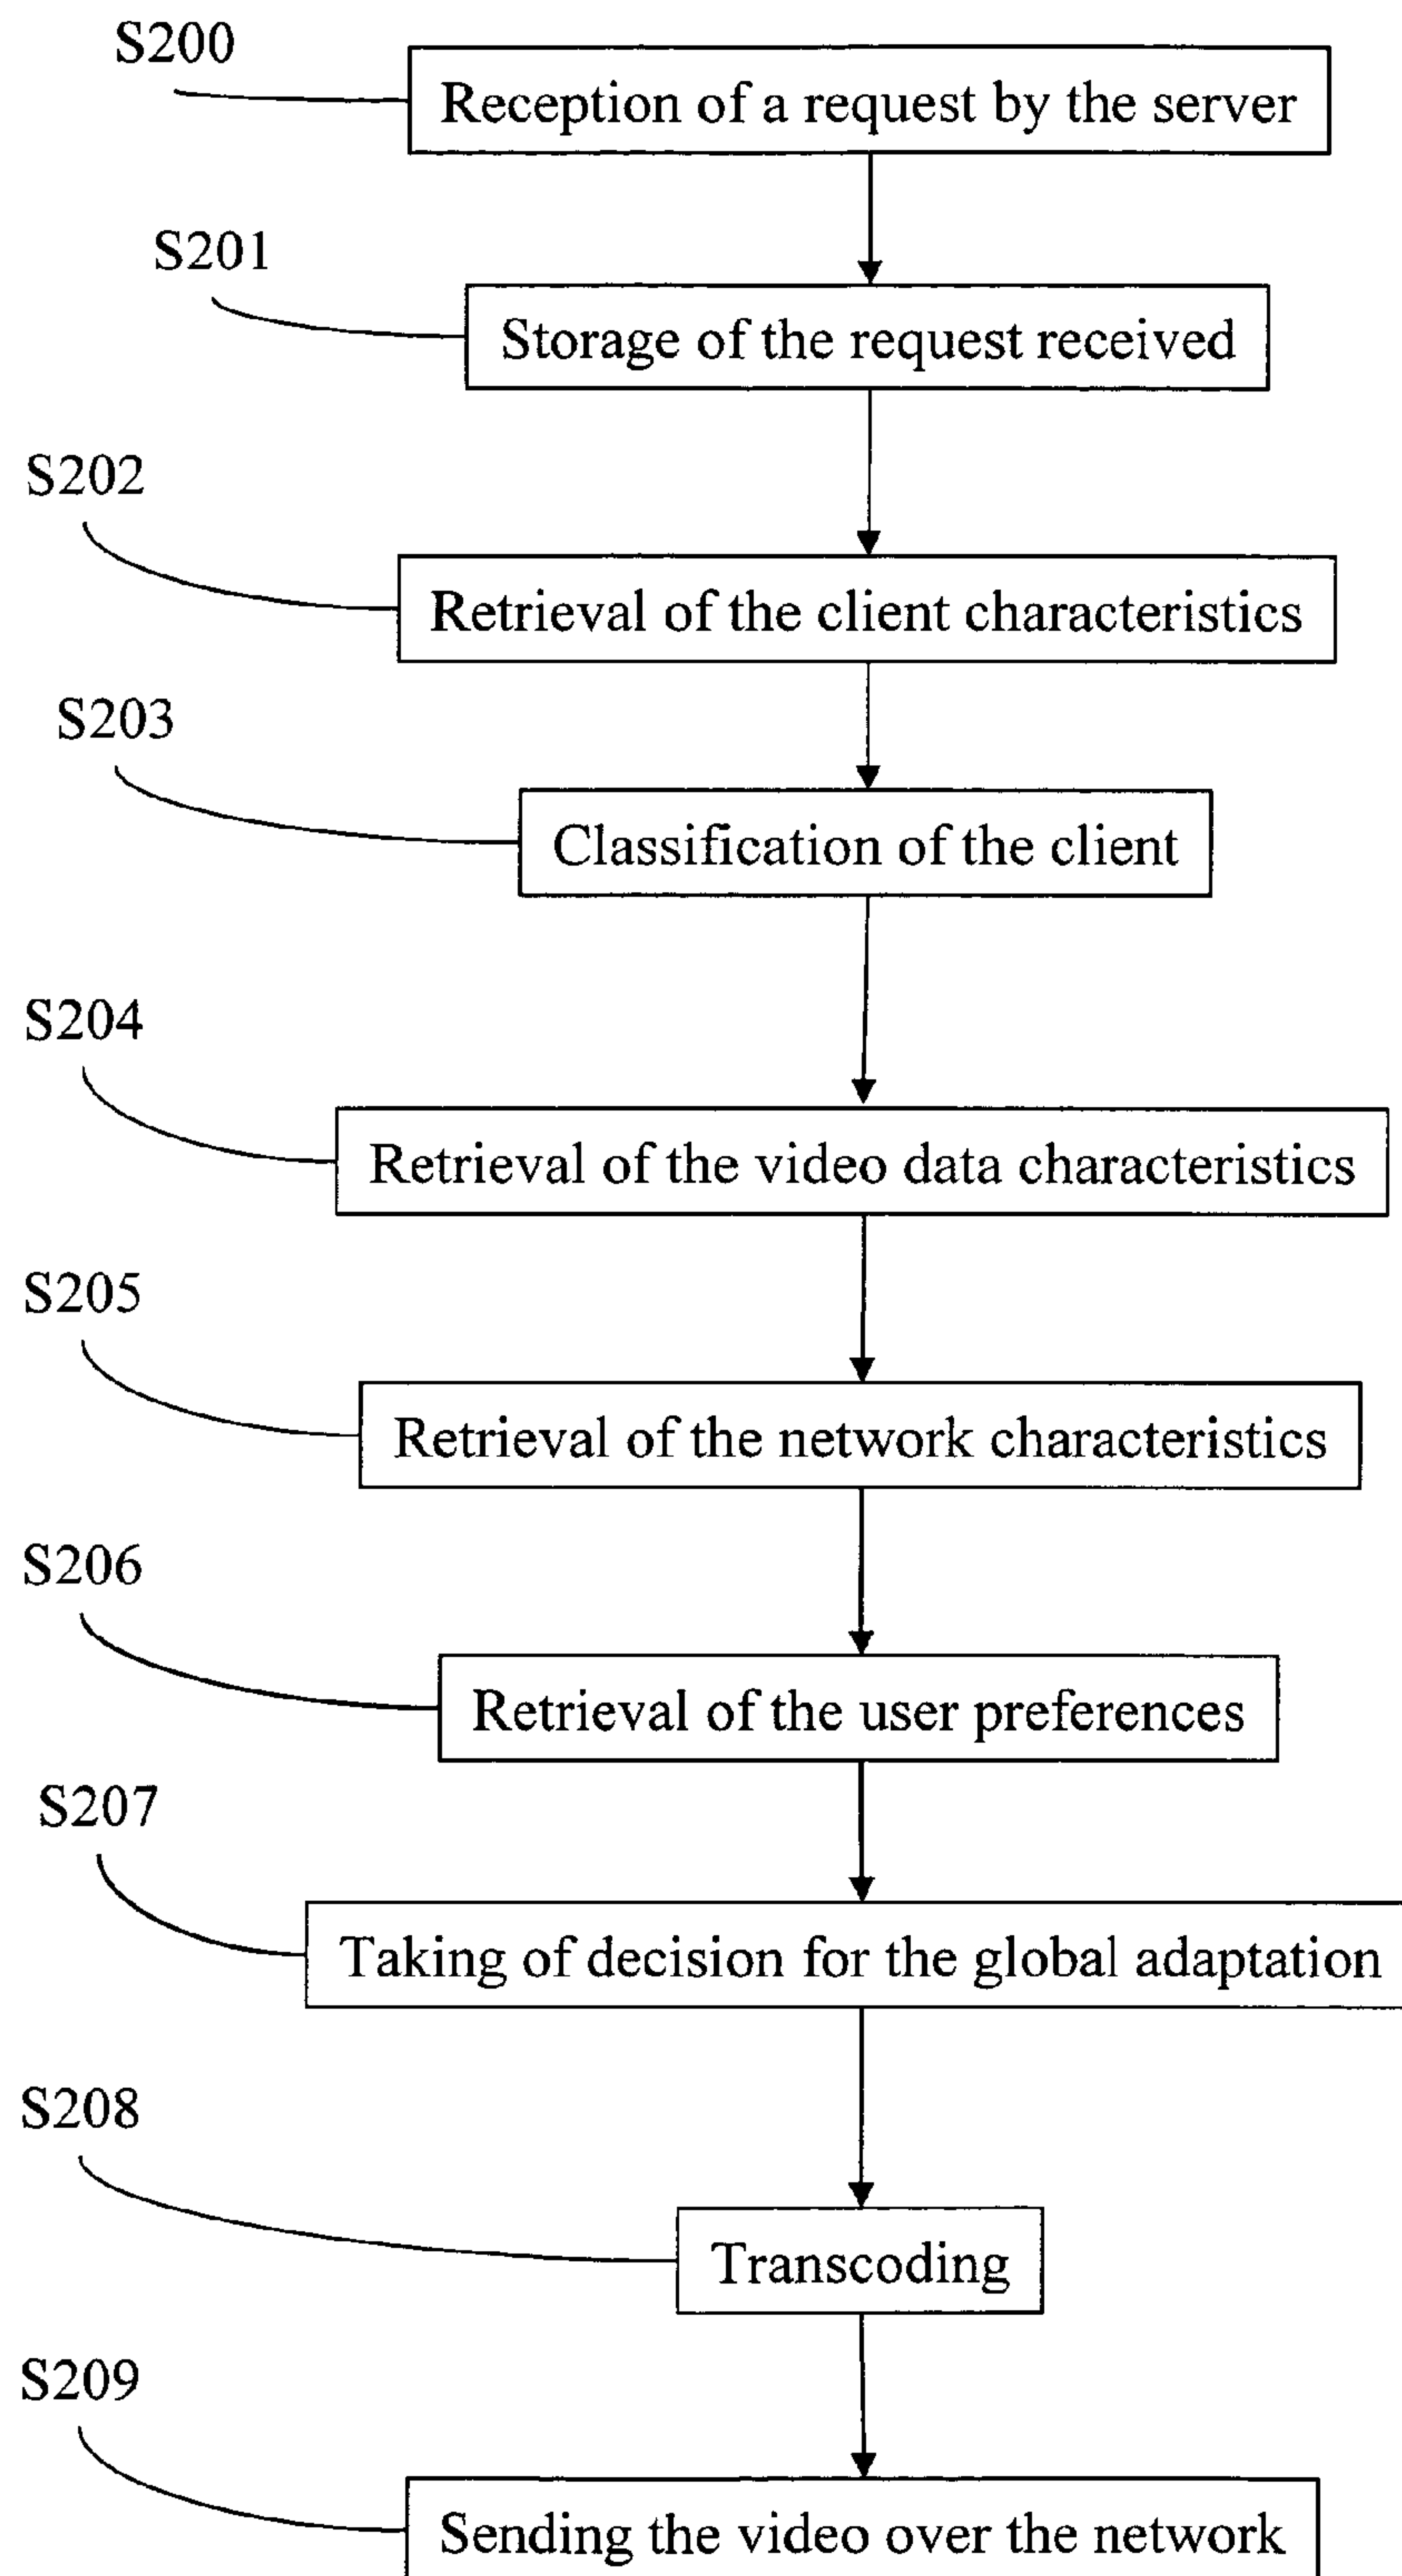 S200
Reception of a request by the server
S201
Storage of the request received
S202
Retrieval of the client characteristics
S203
Classification of the client
S204
Retrieval of the video data characteristics
S205
Retrieval of the network characteristics
S206
Retrieval of the user preferences
S207
Taking of decision for the global adaptation
S208
Transcoding
S209
Sending the video over the network